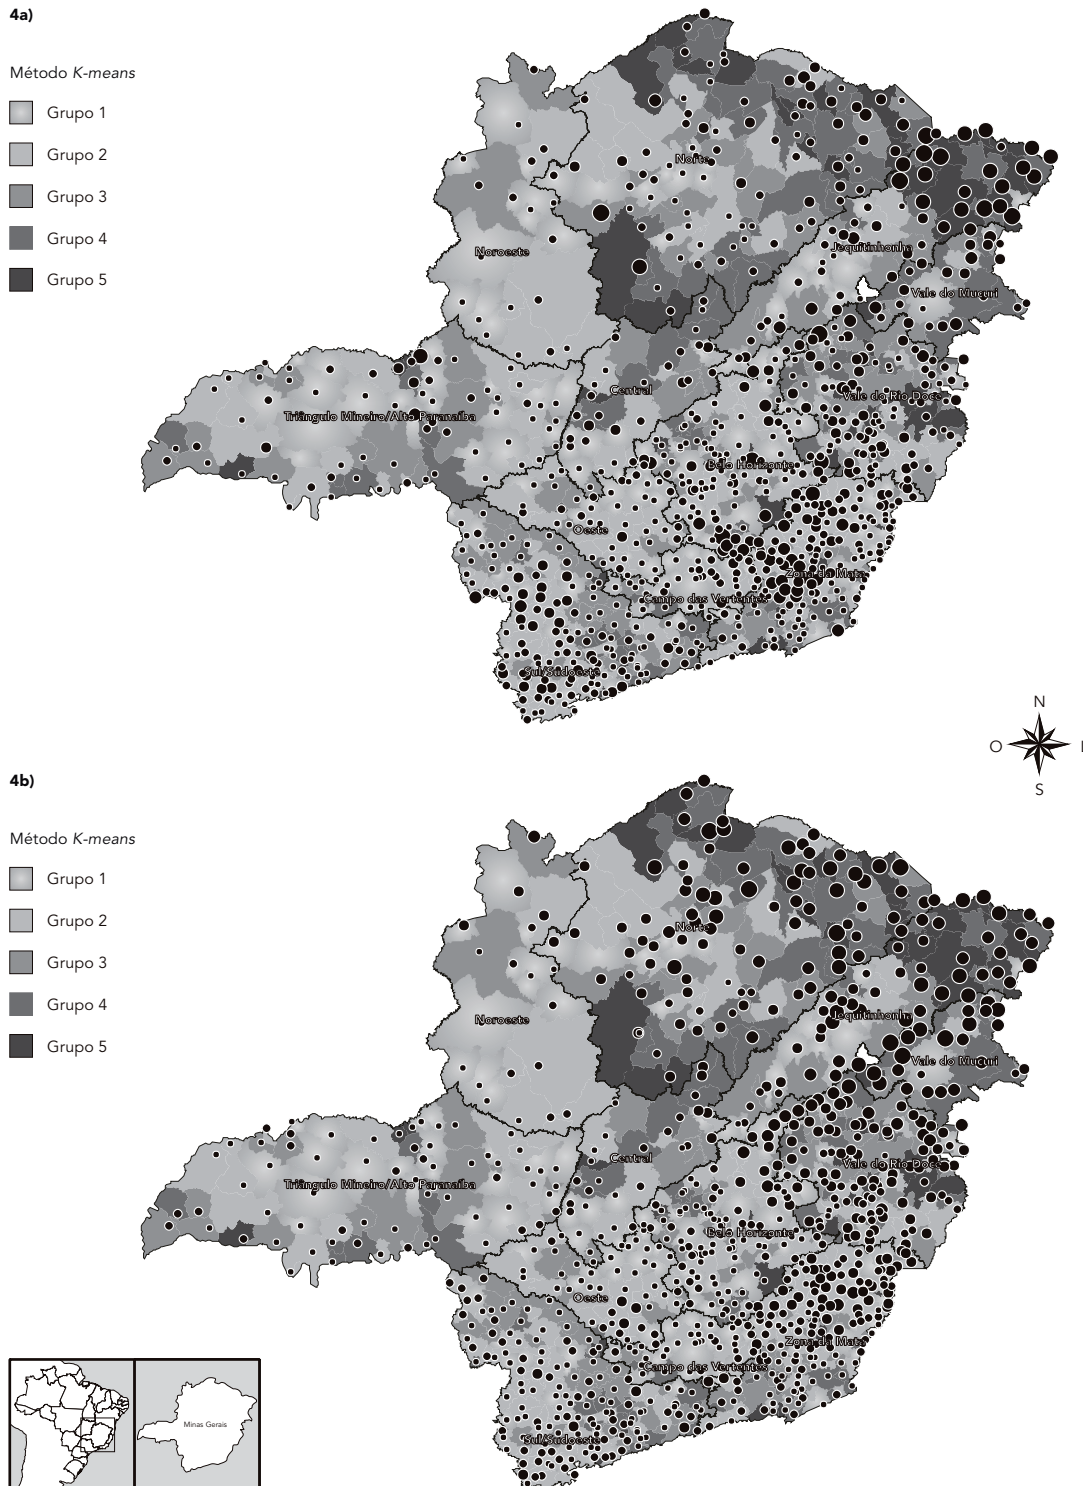 4a)
Método K-means
Grupo 1
Grupo 2
Grupo 3
Grupo 4
Grupo 5
Norte
Jequitinhonha
Noroeste
Vale do Mucuri
Central
Vale do Rio Doce
Triângulo Mineiro/Alto Paranaíba
Belo Horizonte
Oeste
Zona da Mata
Campo das Vertentes
Sul/Sudoeste
N
O
S
4b)
Método K-means
Grupo 1
Grupo 2
Grupo 3
Grupo 4
Grupo 5
Norte
Jequitinhonha
Noroeste
Vale do Mucuri
Central
Vale do Rio Doce
Triângulo Mineiro/Alto Paranaíba
Belo Horizonte
Oeste
Zona da Mata
Campo das Vertentes
Sul/Sudoeste
Minas Gerais